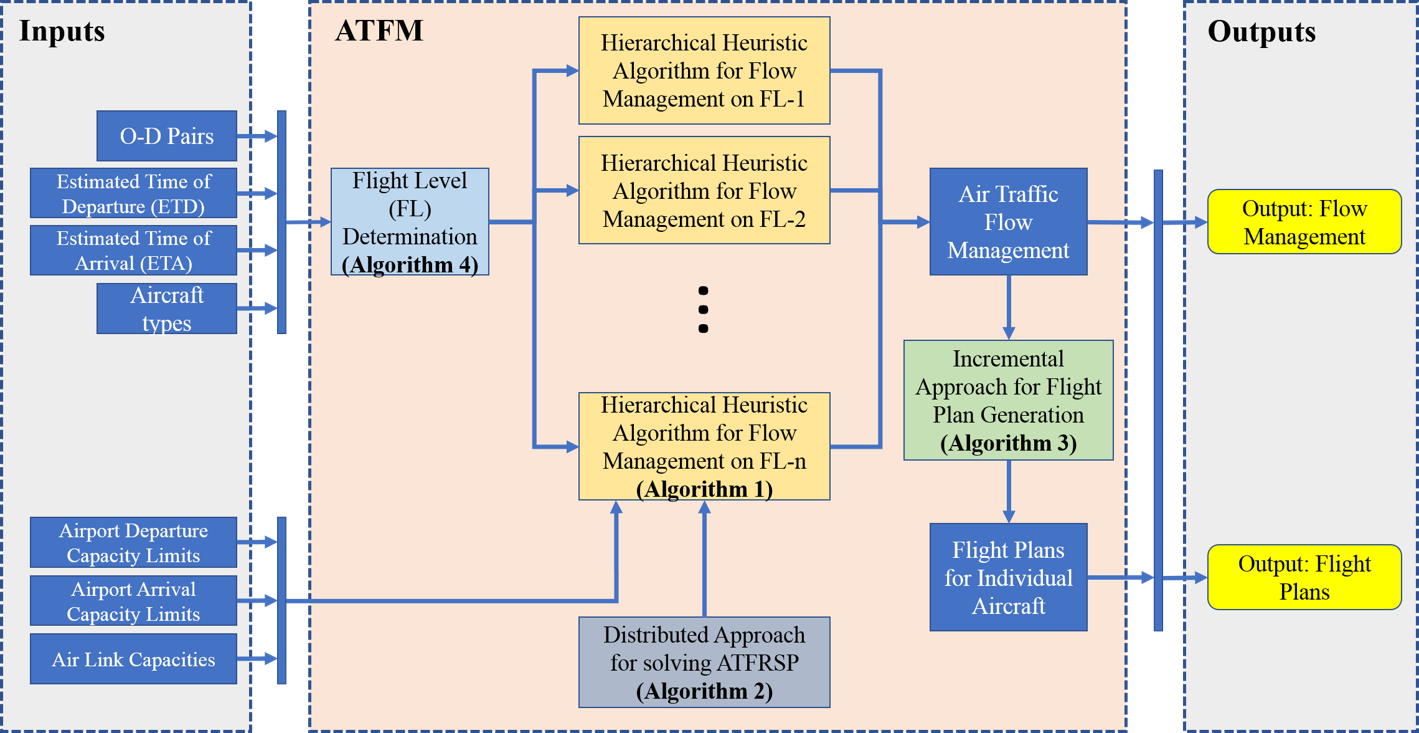 Inputs
O-D Pairs
Estimated Time of
Departure (ETD)
Estimated Time of
Arrival (ETA)
Aircraft
types
Airport Departure
Capacity Limits
Airport Arrival
Capacity Limits
Air Link Capacities
ATFM
Flight Level
(FL)
Determination
(Algorithm 4)
Hierarchical Heuristic
Algorithm for Flow
Management on FL-1
Hierarchical Heuristic
Algorithm for Flow
Management on FL-2
Hierarchical Heuristic
Algorithm for Flow
Management on FL-n
(Algorithm 1)
Distributed Approach
for solving ATFRSP
(Algorithm 2)
Air Traffic
Flow
Management
Incremental
Approach for Flight
Plan Generation
(Algorithm 3)
Flight Plans
for Individual
Aircraft
Outputs
Output: Flow
Management
Output: Flight
Plans